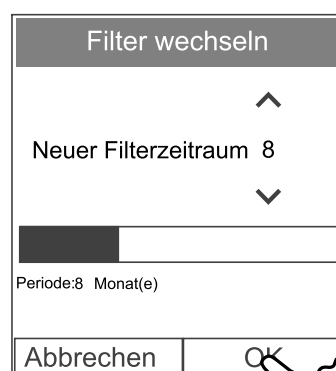 Filter wechseln
Neuer Filterzeitraum 8
Periode:8 Monat(e)
Abbrechen OK